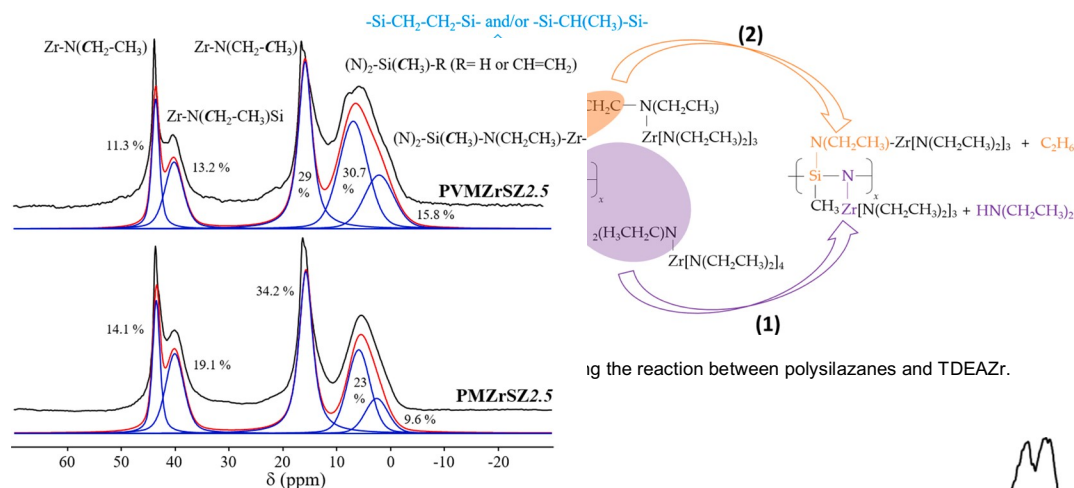 -Si-CH2-CH2-Si- and/or -Si-CH(CH3)-Si-
Zr-N(CH2-CH3)
Zr-N(CH2-CH3)
(N)2-Si(CH3)-R (R= H or CH=CH2)
Zr-N(CH2-CH3)Si
(N)2-Si(CH3)-N(CH2CH3)-Zr-
11.3 %
13.2 %
29 %
30.7 %
15.8 %
PVMZrSZ2.5
14.1 %
19.1 %
34.2 %
23 %
9.6 %
PMZrSZ2.5
60 50 40 30 20 10 0 -10 -20
δ (ppm)
(2)
CH2C—N(CH2CH3)
Zr[N(CH2CH3)2]3
N(CH2CH3)-Zr[N(CH2CH3)2]3 + C2H6
Si N
x
x
CH3 Zr[N(CH2CH3)2]3 + HN(CH2CH3)2
2(H3CH2C)N
Zr[N(CH2CH3)2]4
(1)
ng the reaction between polysilazanes and TDEAZr.